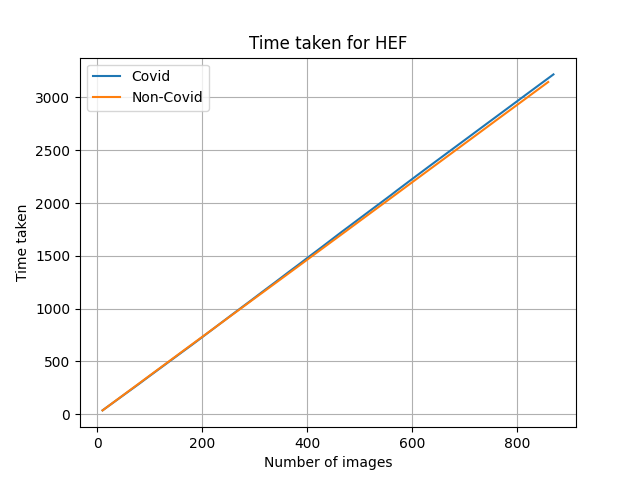 Time taken for HEF
Covid
Non-Covid
Time taken
3000
2500
2000
1500
1000
500
0
0 200 400 600 800
Number of images